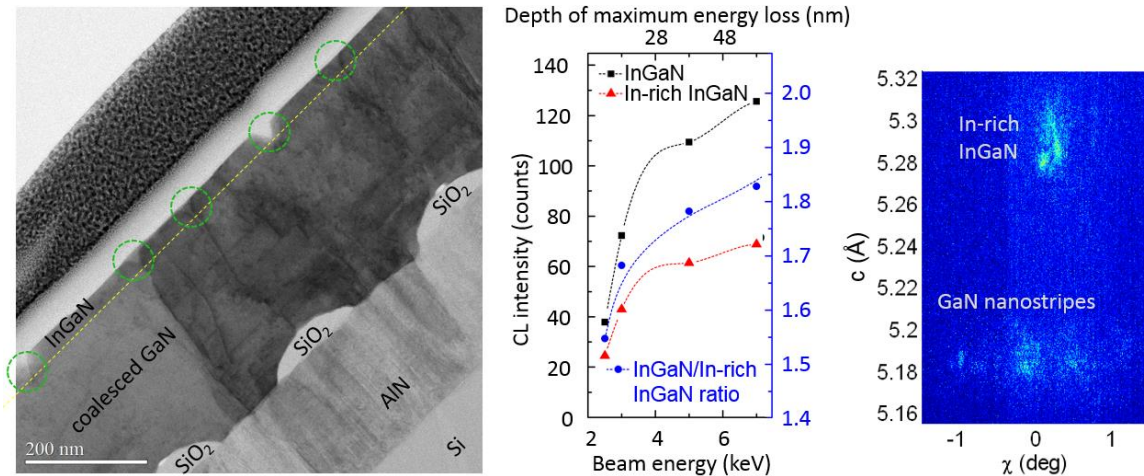 InGaN
coalesced GaN
SiO2
SiO2
SiO2
AlN
Si
200 nm
Depth of maximum energy loss (nm)
28 48
140
120
100
80
60
40
20
0
CL intensity (counts)
InGaN
In-rich InGaN
InGaN/In-rich
InGaN ratio
2.0
1.9
1.8
1.7
1.6
1.5
1.4
2 4 6
Beam energy (keV)
5.32
5.3
5.28
5.26
5.24
5.22
5.2
5.18
5.16
c (Å)
In-rich
InGaN
GaN nanostripes
-1 0 1
χ (deg)